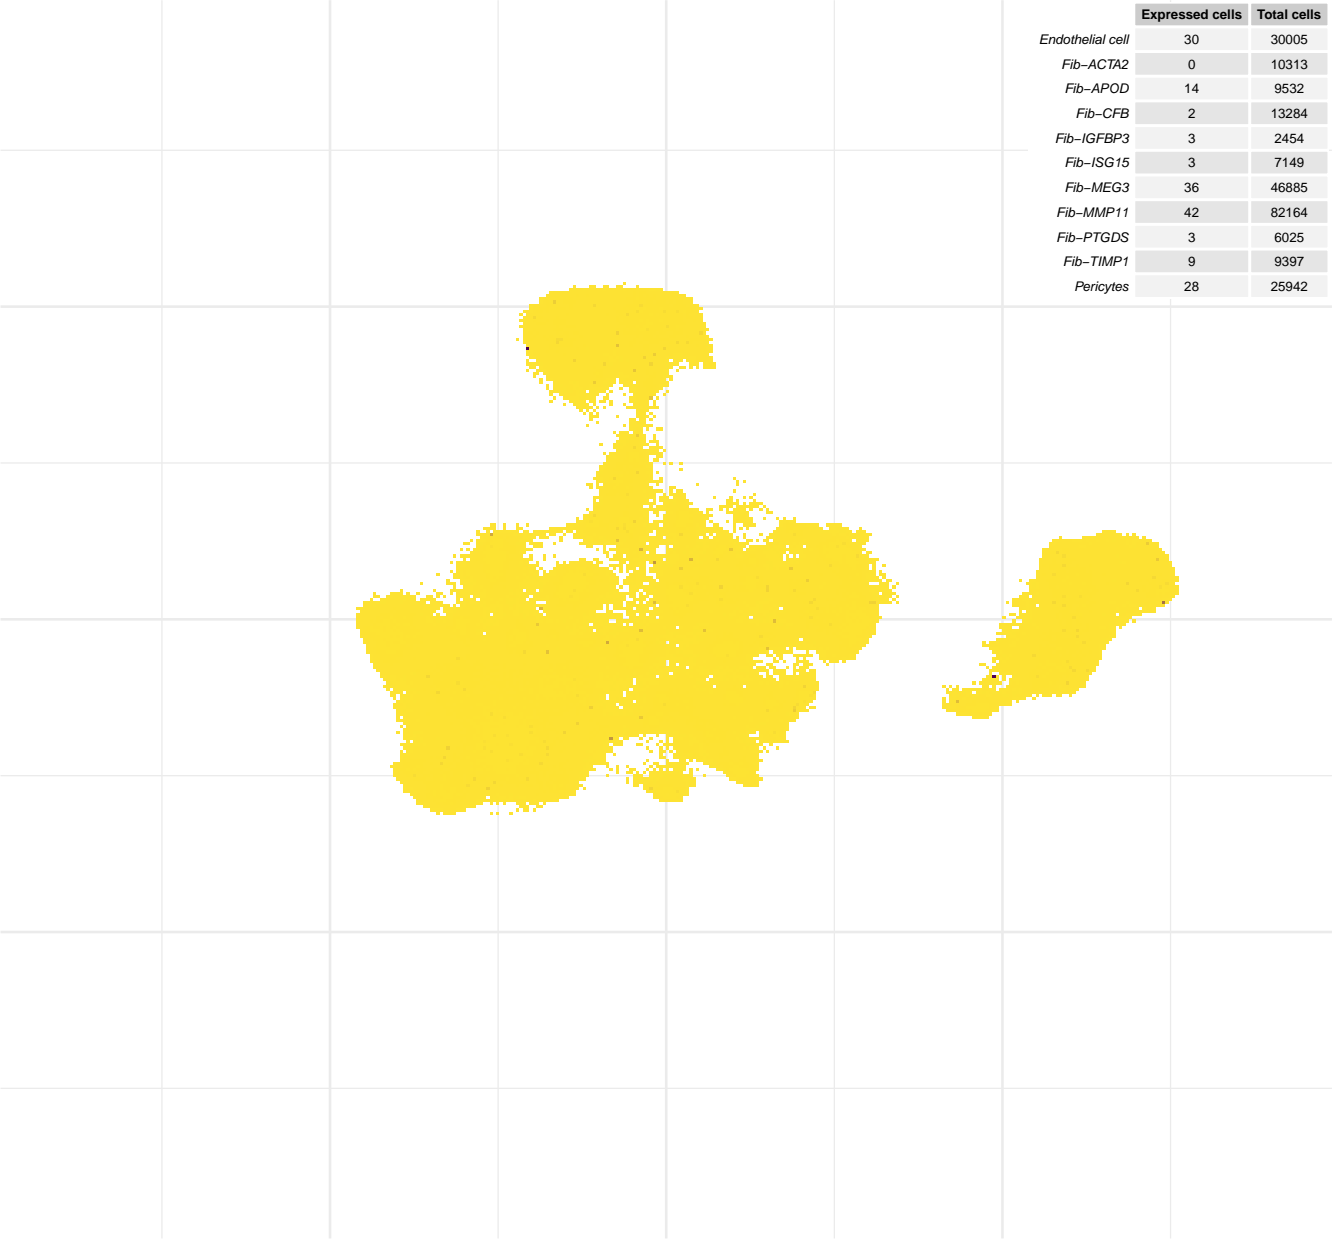 Expressed cells Total cells
Endothelial cell 30 30005
Fib−ACTA2 0 10313
Fib−APOD 14 9532
Fib−CFB 2 13284
Fib−IGFBP3 3 2454
Fib−ISG15 3 7149
Fib−MEG3 36 46885
Fib−MMP11 42 82164
Fib−PTGDS 3 6025
Fib−TIMP1 9 9397
Pericytes 28 25942